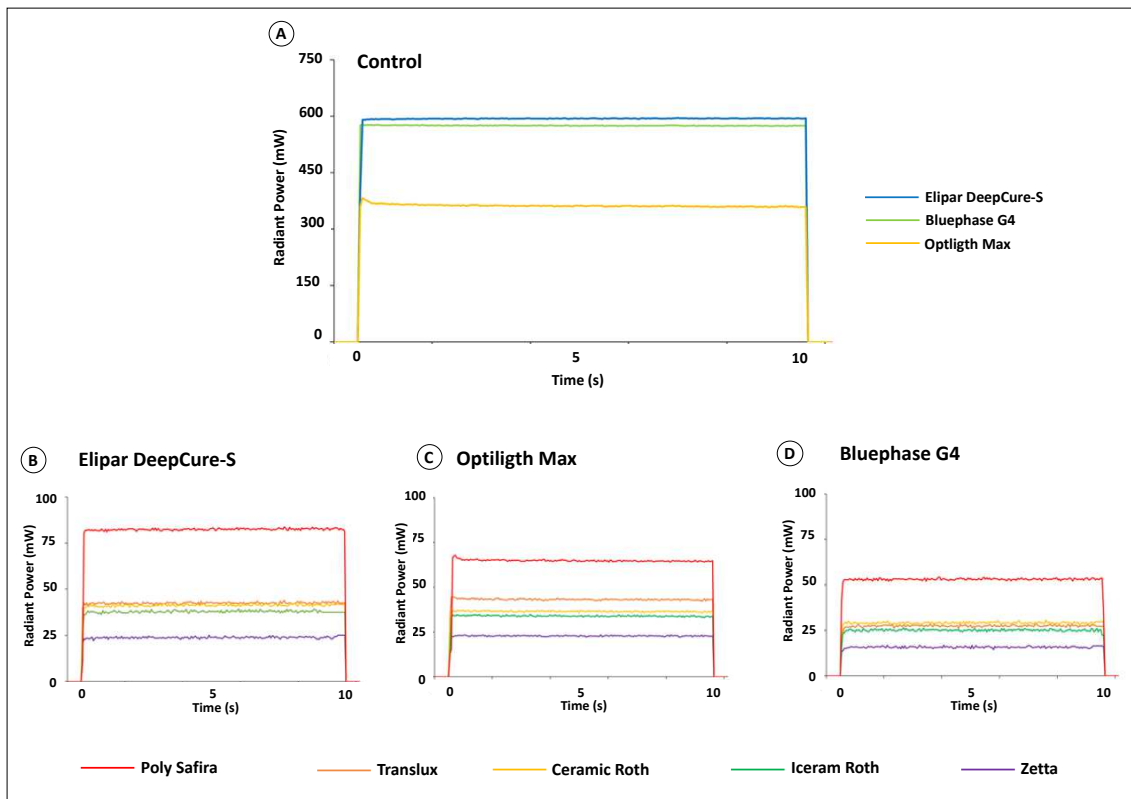 A
Control
Radiant Power (mW)
750
600
450
300
150
0
0
5
10
Time (s)
Elipar DeepCure-S
Bluephase G4
Optligth Max
B
Elipar DeepCure-S
Radiant Power (mW)
100
75
50
25
0
0
5
10
Time (s)
C
Optiligth Max
Radiant Power (mW)
100
75
50
25
0
0
5
10
Time (s)
D
Bluephase G4
Radiant Power (mW)
100
75
50
25
0
0
5
10
Time (s)
Poly Safira
Translux
Ceramic Roth
Iceram Roth
Zetta